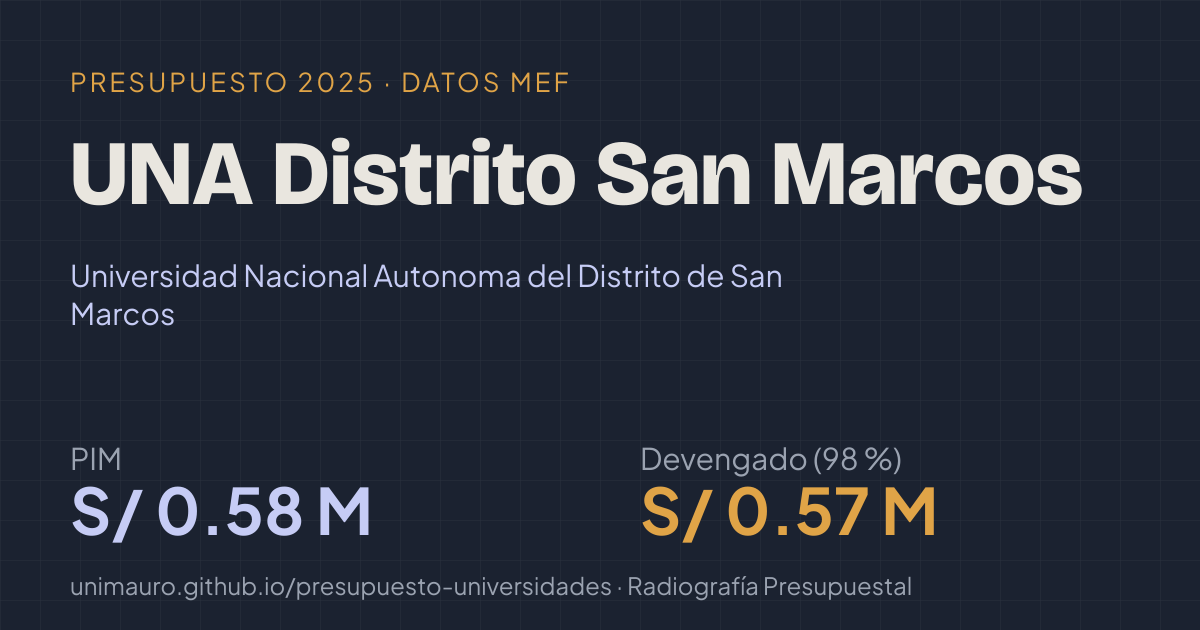 PRESUPUESTO 2025 · DATOS MEF
UNA Distrito San Marcos
Universidad Nacional Autonoma del Distrito de San
Marcos
PIM
Devengado (98 %)
S/ 0.58 M
S/ 0.57 M
unimauro.github.io/presupuesto-universidades · Radiografía Presupuestal